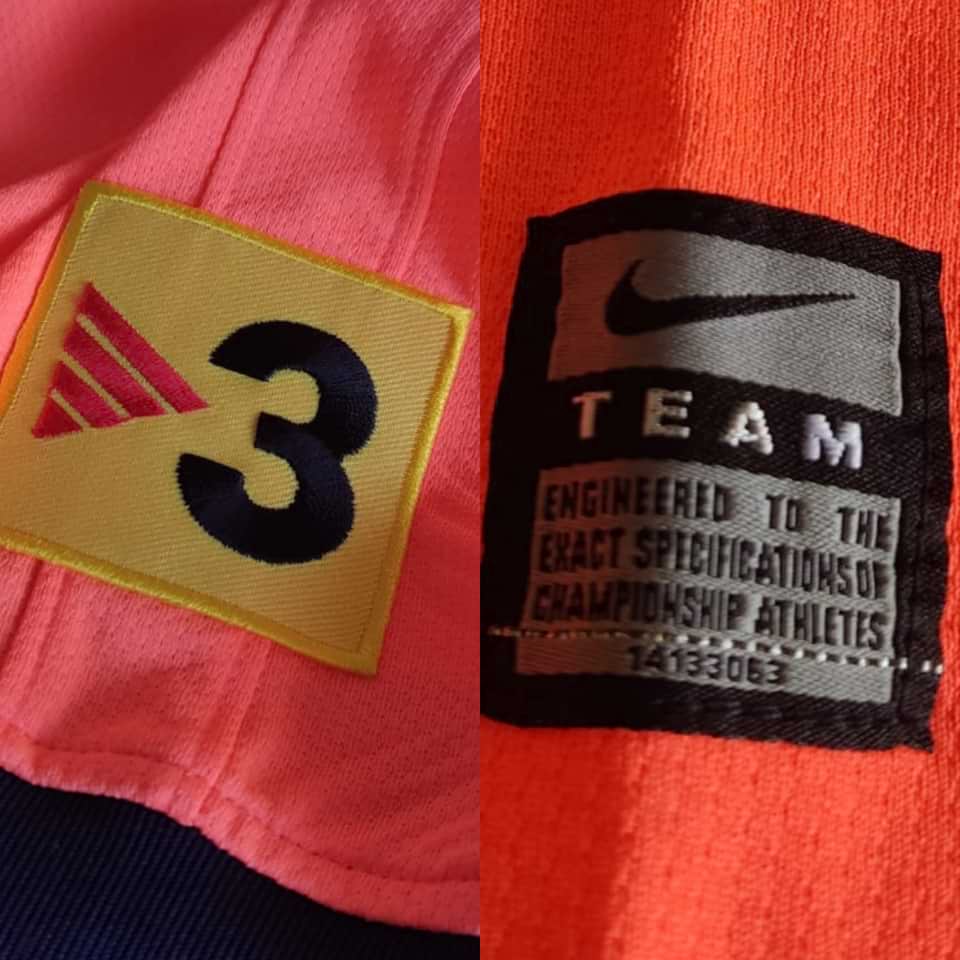 3
TEAM
ENGINEERED TO THE
EXACT SPECIFICATIONS OF
CHAMPIONSHIP ATHLETES
14133063